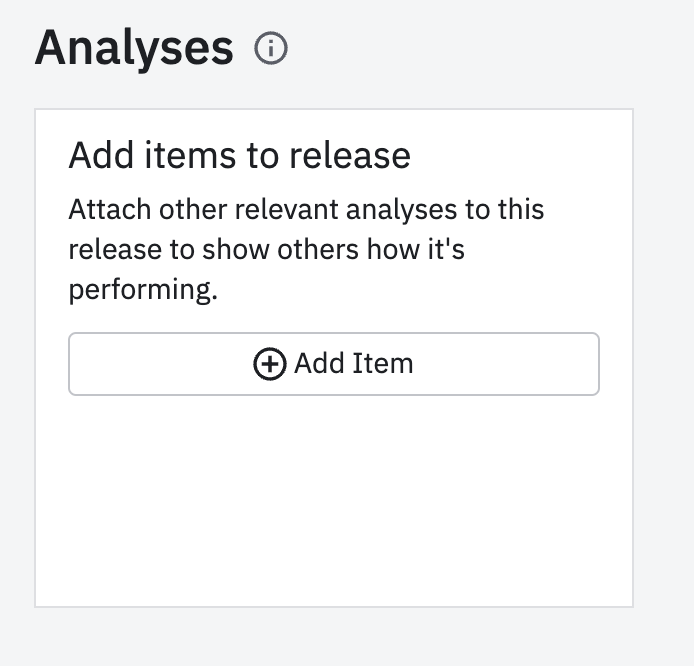 Analyses
Add items to release
Attach other relevant analyses to this
release to show others how it's
performing.
Add Item